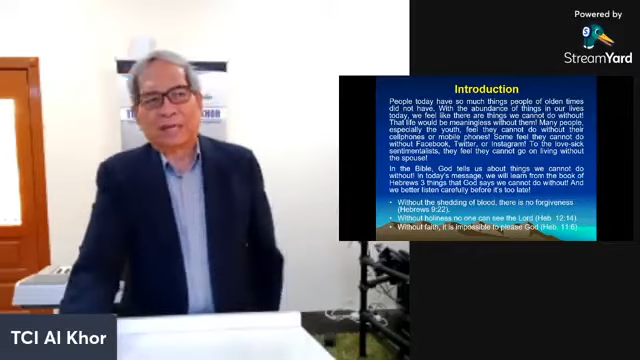 Powered by
StreamYard
Introduction
People today have so much things people of olden times
did not have. With the abundance of things in our lives
today, we feel like there are things we cannot do without!
That life would be meaningless without them! Many people,
especially the youth, feel they cannot do without their
cellphones or mobile phones! Some feel they cannot do
without Facebook, Twitter, or Instagram! To the love-sick
sentimentalists, they feel they cannot go on living without
the spouse!
In the Bible, God tells us about things we cannot do
without! In today's message, we will learn from the book of
Hebrews 3 things that God says we cannot do without! And
we better listen carefully before it's too late!
• Without the shedding of blood, there is no forgiveness
(Hebrews 9:22).
• Without holiness no one can see the Lord (Heb. 12:14)
• Without faith, it is impossible to please God (Heb. 11:6)
KHOR
TCI Al Khor